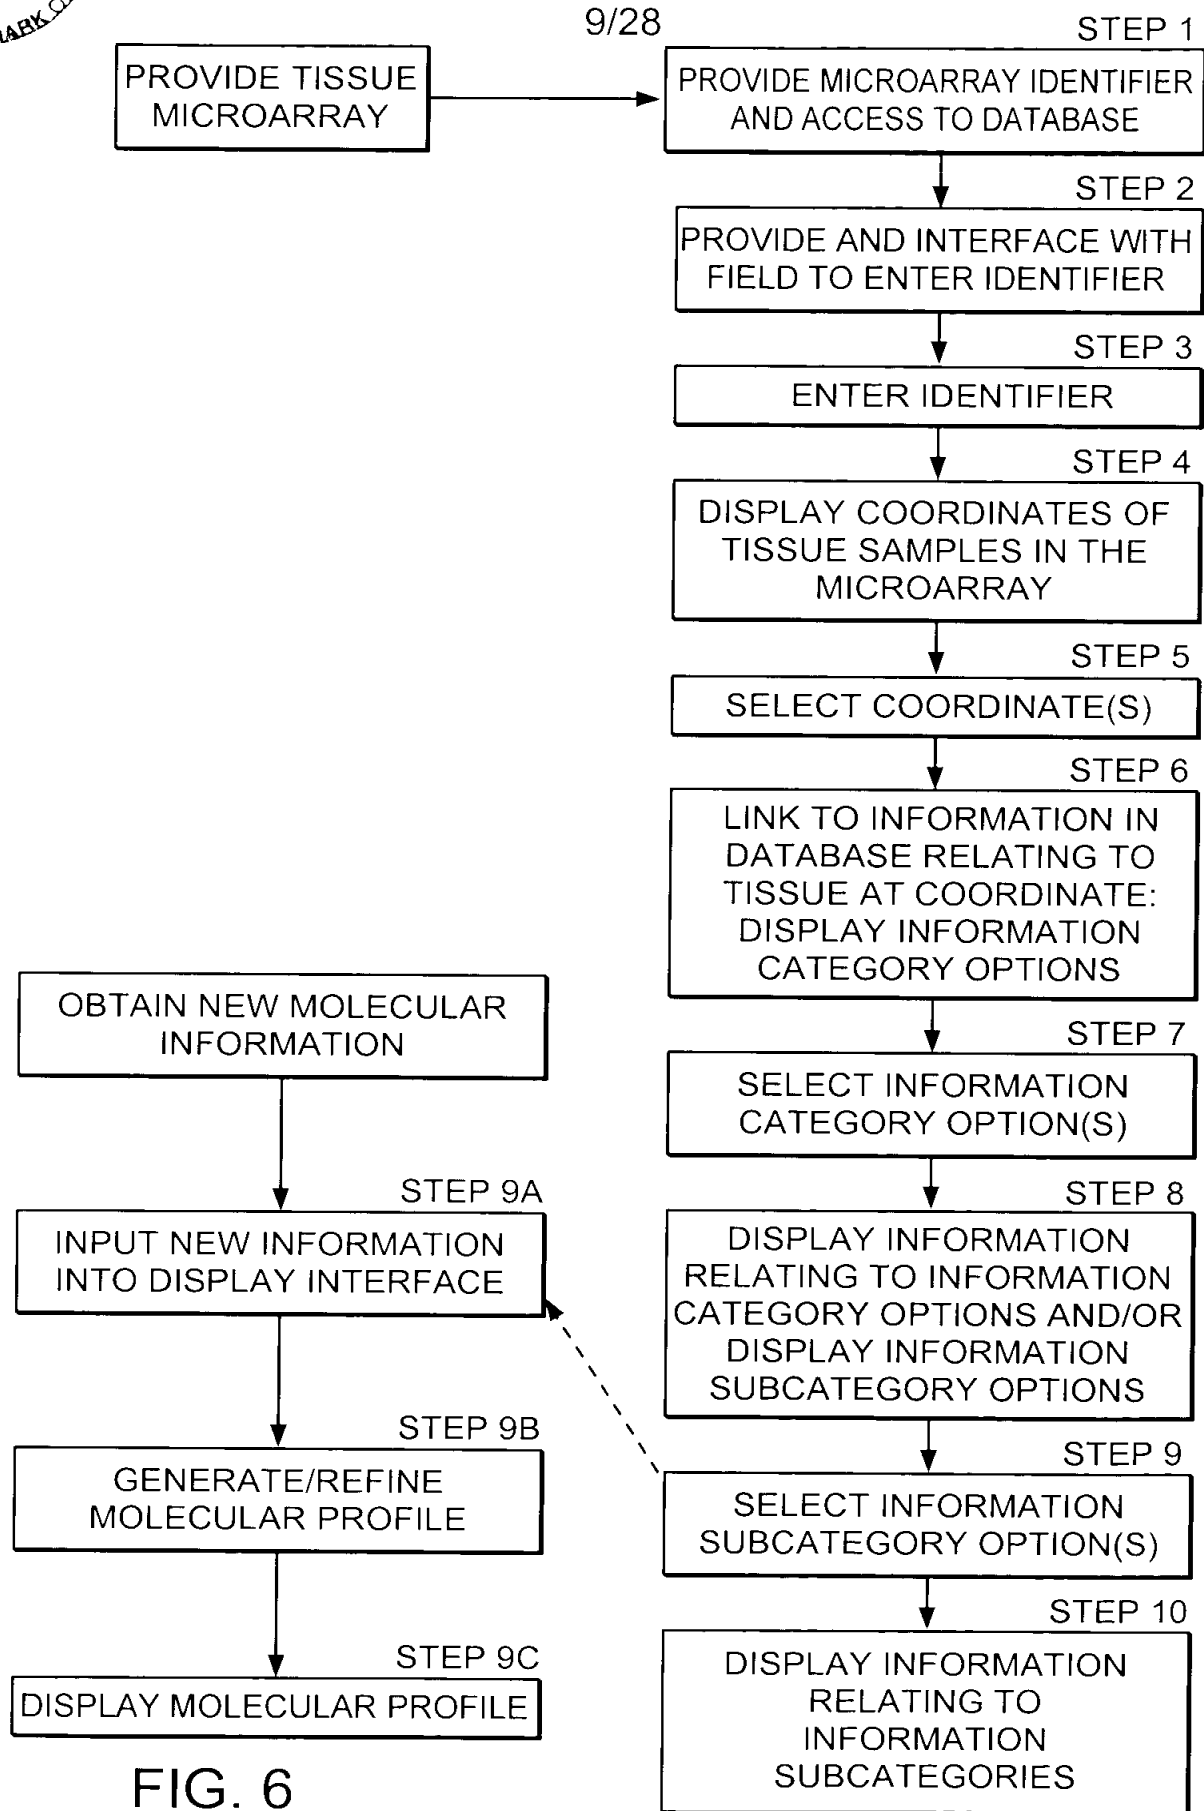 9/28
PROVIDE TISSUE
MICROARRAY
STEP 1
PROVIDE MICROARRAY IDENTIFIER
AND ACCESS TO DATABASE
STEP 2
PROVIDE AND INTERFACE WITH
FIELD TO ENTER IDENTIFIER
STEP 3
ENTER IDENTIFIER
STEP 4
DISPLAY COORDINATES OF
TISSUE SAMPLES IN THE
MICROARRAY
STEP 5
SELECT COORDINATE(S)
STEP 6
LINK TO INFORMATION IN
DATABASE RELATING TO
TISSUE AT COORDINATE:
DISPLAY INFORMATION
CATEGORY OPTIONS
STEP 7
SELECT INFORMATION
CATEGORY OPTION(S)
STEP 8
DISPLAY INFORMATION
RELATING TO INFORMATION
CATEGORY OPTIONS AND/OR
DISPLAY INFORMATION
SUBCATEGORY OPTIONS
STEP 9
SELECT INFORMATION
SUBCATEGORY OPTION(S)
STEP 10
DISPLAY INFORMATION
RELATING TO
INFORMATION
SUBCATEGORIES
OBTAIN NEW MOLECULAR
INFORMATION
STEP 9A
INPUT NEW INFORMATION
INTO DISPLAY INTERFACE
STEP 9B
GENERATE/REFINE
MOLECULAR PROFILE
STEP 9C
DISPLAY MOLECULAR PROFILE
FIG. 6